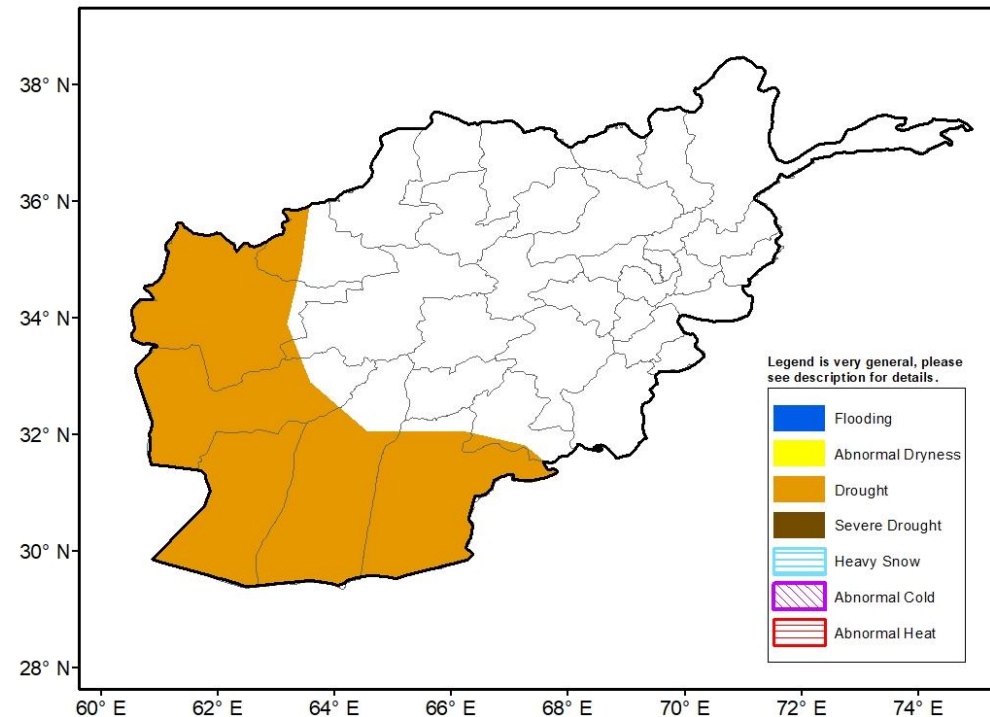 38° N
36° N
34° N
32° N
30° N
28° N
60° E
62° E
64° E
66° E
68° E
70° E
72° E
74° E
Legend is very general, please
see description for details.
Flooding
Abnormal Dryness
Drought
Severe Drought
Heavy Snow
Abnormal Cold
Abnormal Heat